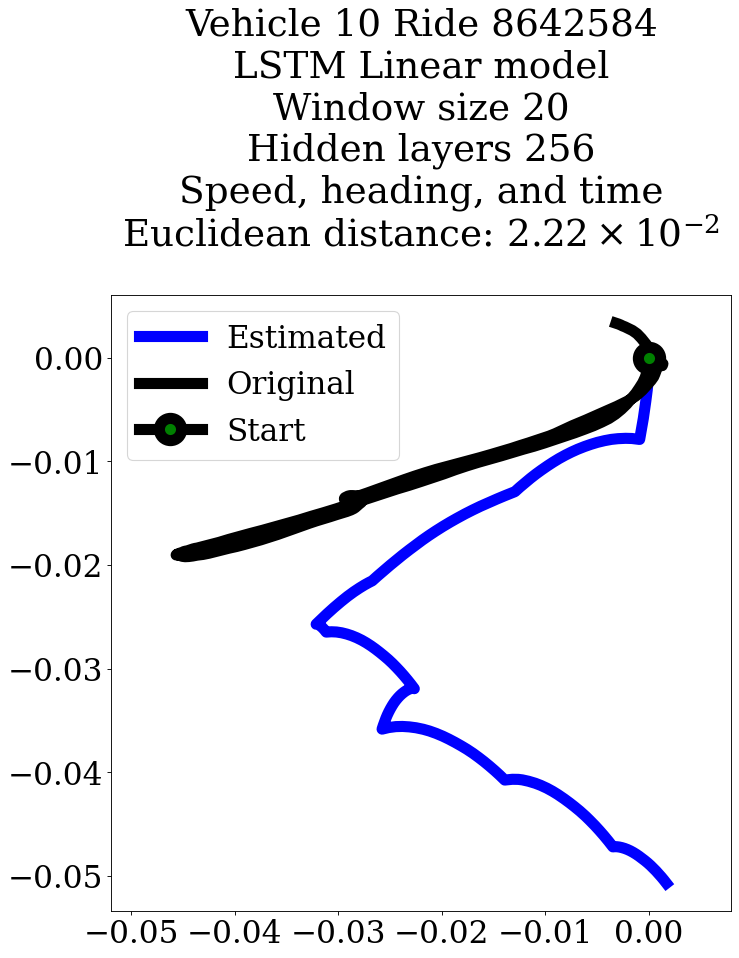 Vehicle 10 Ride 8642584
LSTM Linear model
Window size 20
Hidden layers 256
Speed, heading, and time
Euclidean distance: 2.22 × 10⁻²
Estimated
Original
Start
0.00
−0.01
−0.02
−0.03
−0.04
−0.05
−0.05 −0.04 −0.03 −0.02 −0.01 0.00